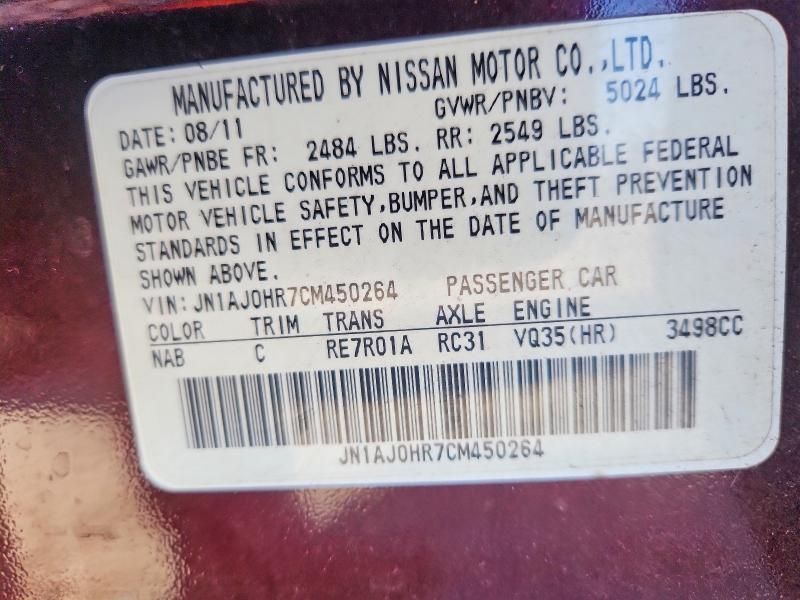 MANUFACTURED BY NISSAN MOTOR CO.,LTD.
DATE: 08/11 GVWR/PNBV: 5024 LBS.
GAWR/PNBE FR: 2484 LBS. RR: 2549 LBS.
THIS VEHICLE CONFORMS TO ALL APPLICABLE FEDERAL
MOTOR VEHICLE SAFETY,BUMPER,AND THEFT PREVENTION
STANDARDS IN EFFECT ON THE DATE OF MANUFACTURE
SHOWN ABOVE.
VIN: JN1AJ0HR7CM450264 PASSENGER CAR
COLOR TRIM TRANS AXLE ENGINE
NAB C RE7R01A RC31 VQ35(HR) 3498CC
JN1AJ0HR7CM450264